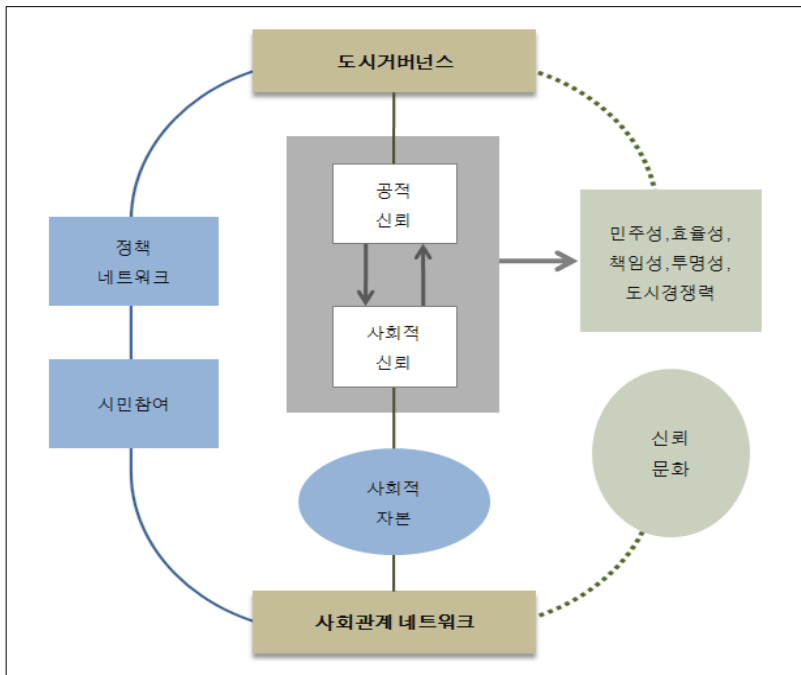 도시거버넌스
공적
신뢰
정책
네트워크
민주성,효율성,
책임성,투명성,
도시경쟁력
사회적
신뢰
시민참여
신뢰
문화
사회적
자본
사회관계 네트워크